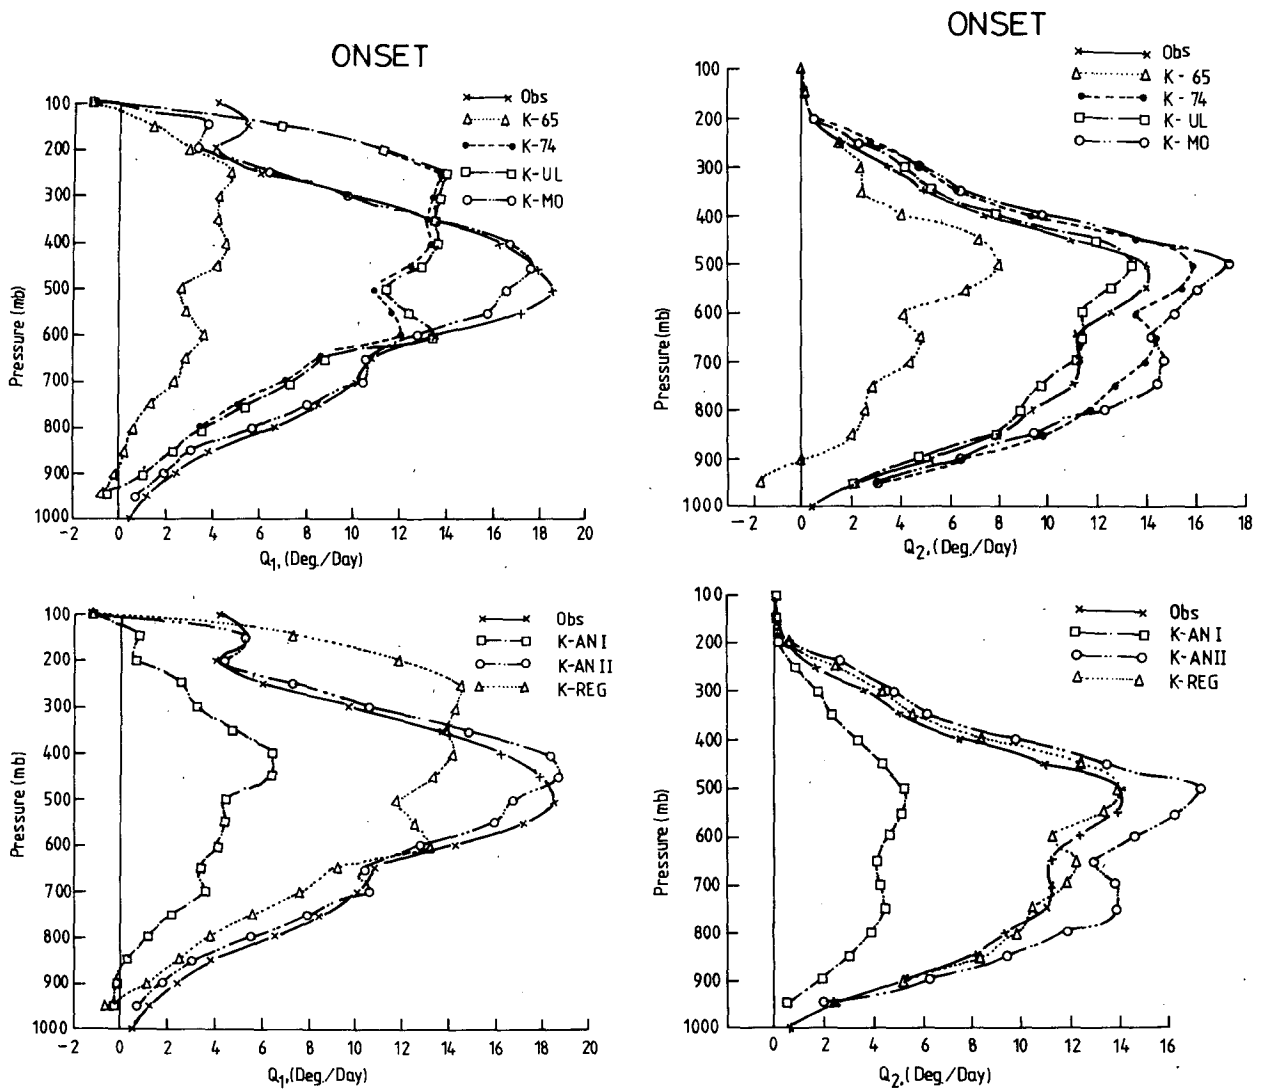 ONSET
100
200
300
400
500
600
700
800
900
1000
Pressure (mb)
-2 0 2 4 6 8 10 12 14 16 18 20
Q1, (Deg./Day)
Obs
K-65
K-74
K-UL
K-MO
ONSET
100
200
300
400
500
600
700
800
900
1000
Pressure (mb)
-2 0 2 4 6 8 10 12 14 16 18
Q2, (Deg./Day)
Obs
K-65
K-74
K-UL
K-MO
100
200
300
400
500
600
700
800
900
1000
Pressure (mb)
-2 0 2 4 6 8 10 12 14 16 18 20
Q1, (Deg./Day)
Obs
K-AN I
K-AN II
K-REG
100
200
300
400
500
600
700
800
900
1000
Pressure (mb)
0 2 4 6 8 10 12 14 16
Q2, (Deg./Day)
Obs
K-AN I
K-ANII
K-REG